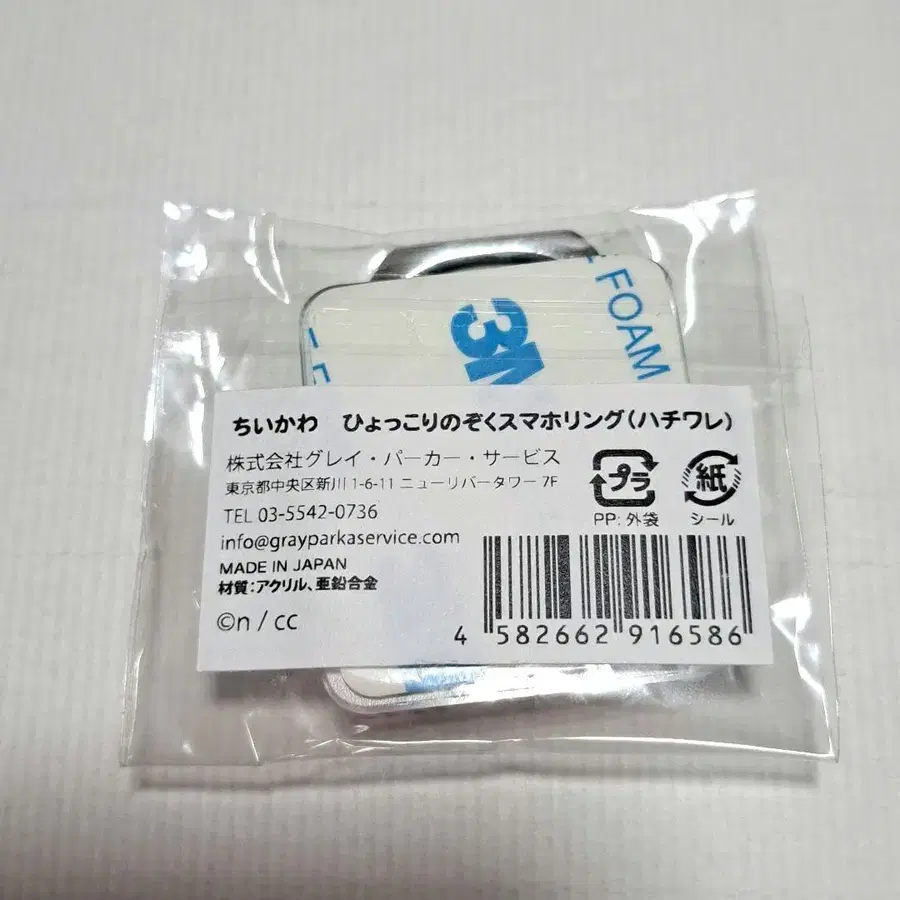 FOAM
3M
ちいかわ　ひょっこりのぞくスマホリング（ハチワレ）
株式会社グレイ・パーカー・サービス
東京都中央区新川 1-6-11 ニューリバータワー 7F
TEL 03-5542-0736
info@grayparkaservice.com
MADE IN JAPAN
材質：アクリル、亜鉛合金
©n / cc
プラ
PP: 外袋
紙
シール
4 582662 916586